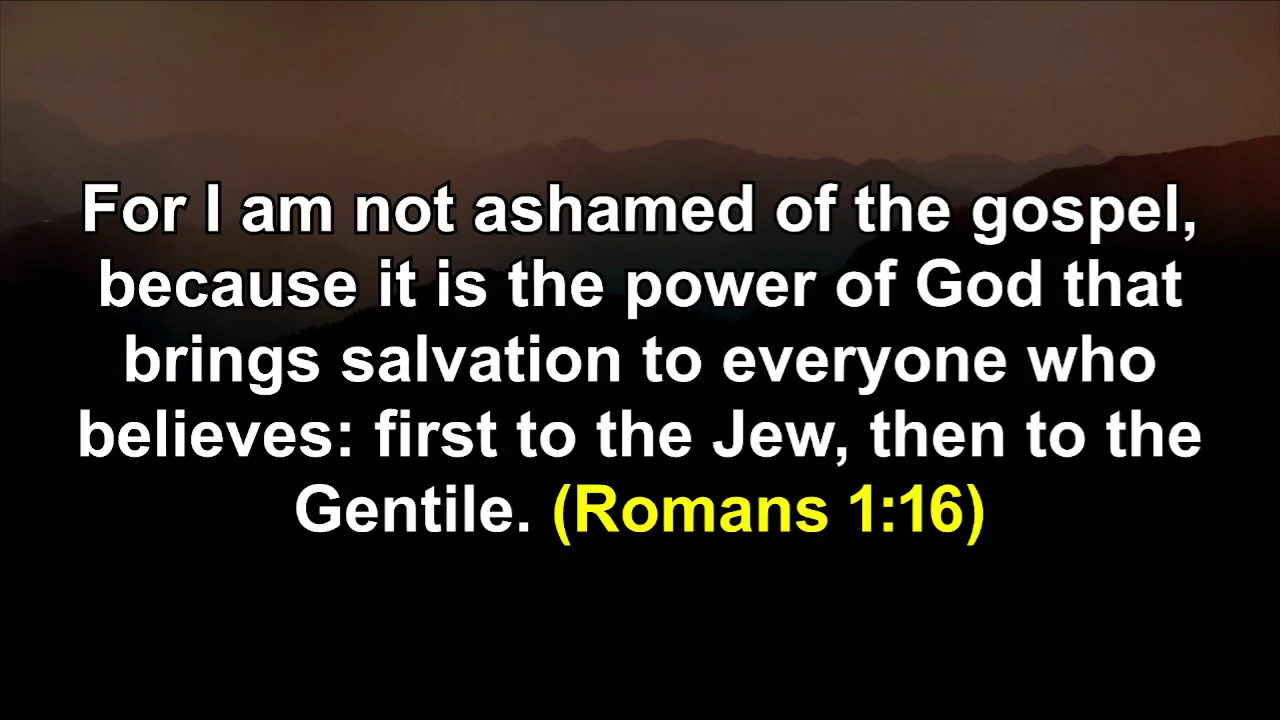 For I am not ashamed of the gospel,
because it is the power of God that
brings salvation to everyone who
believes: first to the Jew, then to the
Gentile. (Romans 1:16)